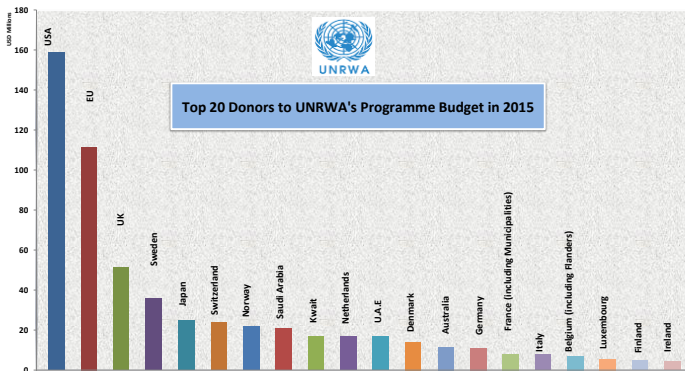 USD Millions
180
160
140
120
100
80
60
40
20
0
UNRWA
Top 20 Donors to UNRWA's Programme Budget in 2015
USA
EU
UK
Sweden
Japan
Switzerland
Norway
Saudi Arabia
Kwait
Netherlands
U.A.E
Denmark
Australia
Germany
France (including Municipalities)
Italy
Belgium (including Flanders)
Luxembourg
Finland
Ireland